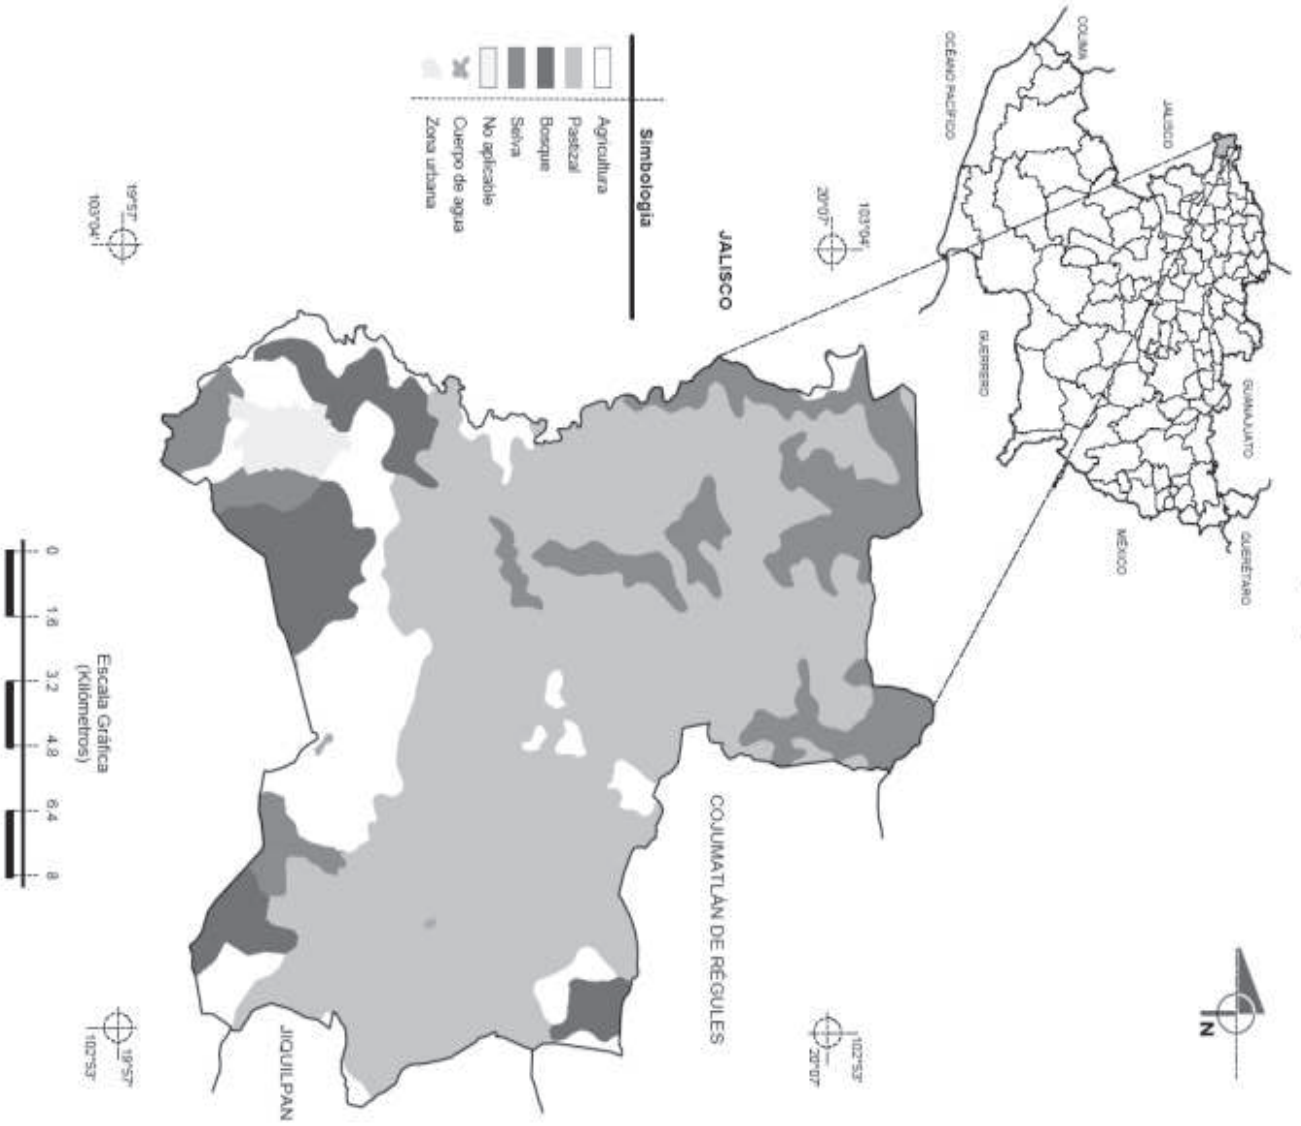 COLIMA
JALISCO
OCÉANO PACÍFICO
GUERRERO
GUANAJUATO
QUERÉTARO
MÉXICO
Simbología
Agricultura
Pastizal
Bosque
Selva
No aplicable
Cuerpo de agua
Zona urbana
103°04'
20°07'
JALISCO
19°57'
103°04'
COJUMATLÁN DE RÉGULES
102°53'
20°07'
N
JIQUILPAN
19°57'
102°53'
0 1.6 3.2 4.8 6.4 8
Escala Gráfica
(Kilómetros)